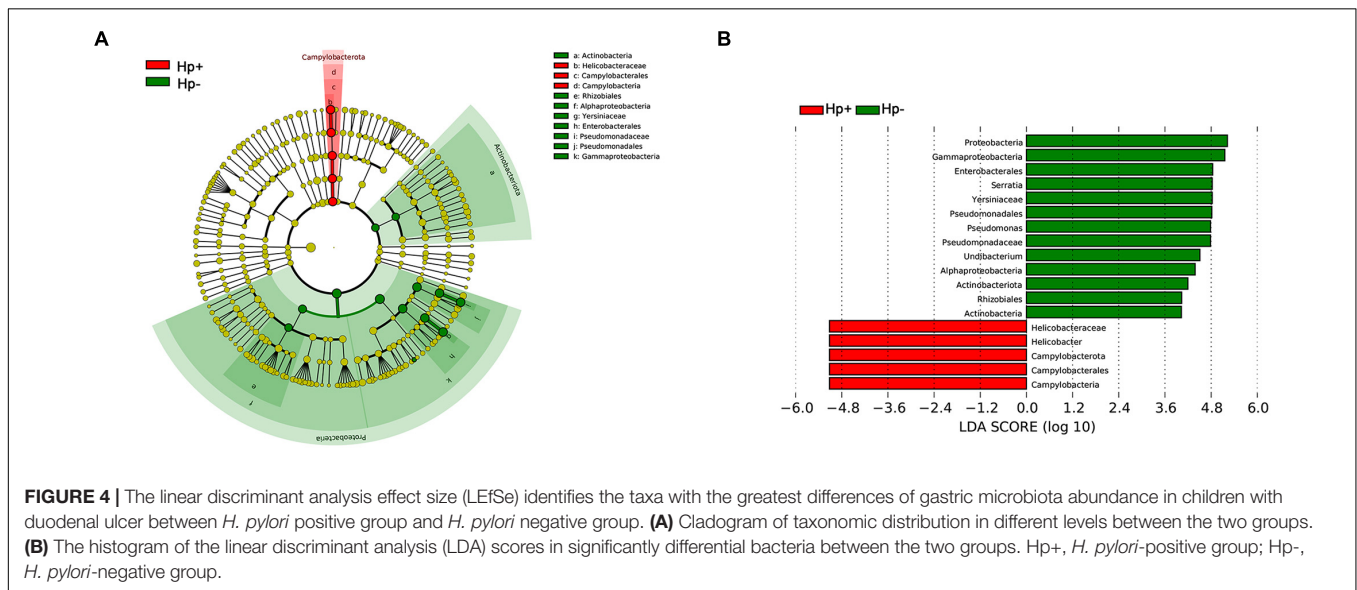 A
Hp+
Hp-
Campylobacterota
d
c
b
Actinobacteriota
a
j
h
k
e
f
Proteobacteria
a: Actinobacteria
b: Helicobacteraceae
c: Campylobacterales
d: Campylobacteria
e: Rhizobiales
f: Alphaproteobacteria
g: Yersiniaceae
h: Enterobacterales
i: Pseudomonadaceae
j: Pseudomonadales
k: Gammaproteobacteria
B
Hp+ Hp-
Proteobacteria
Gammaproteobacteria
Enterobacterales
Serratia
Yersiniaceae
Pseudomonadales
Pseudomonas
Pseudomonadaceae
Undibacterium
Alphaproteobacteria
Actinobacteriota
Rhizobiales
Actinobacteria
Helicobacteraceae
Helicobacter
Campylobacterota
Campylobacterales
Campylobacteria
−6.0 −4.8 −3.6 −2.4 −1.2 0.0 1.2 2.4 3.6 4.8 6.0
LDA SCORE (log 10)
FIGURE 4 | The linear discriminant analysis effect size (LEfSe) identifies the taxa with the greatest differences of gastric microbiota abundance in children with
duodenal ulcer between H. pylori positive group and H. pylori negative group. (A) Cladogram of taxonomic distribution in different levels between the two groups.
(B) The histogram of the linear discriminant analysis (LDA) scores in significantly differential bacteria between the two groups. Hp+, H. pylori-positive group; Hp-,
H. pylori-negative group.